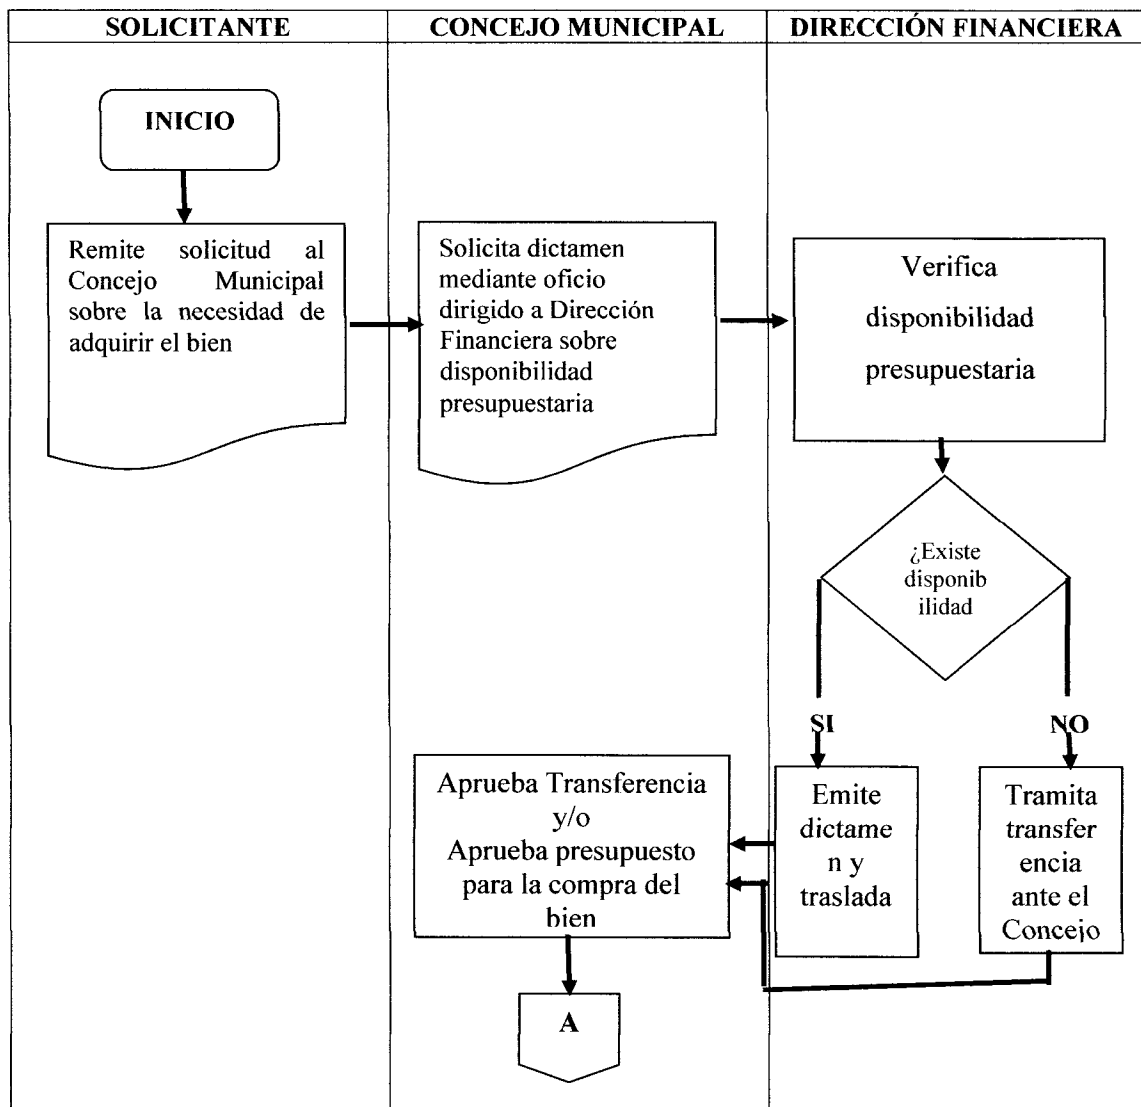 SOLICITANTE
CONCEJO MUNICIPAL
DIRECCIÓN FINANCIERA
INICIO
Remite solicitud al
Concejo Municipal
sobre la necesidad de
adquirir el bien
Solicita dictamen
mediante oficio
dirigido a Dirección
Financiera sobre
disponibilidad
presupuestaria
Verifica
disponibilidad
presupuestaria
¿Existe
disponib
ilidad
SI
NO
Aprueba Transferencia
y/o
Aprueba presupuesto
para la compra del
bien
Emite
dictame
n y
traslada
Tramita
transfer
encia
ante el
Concejo
A